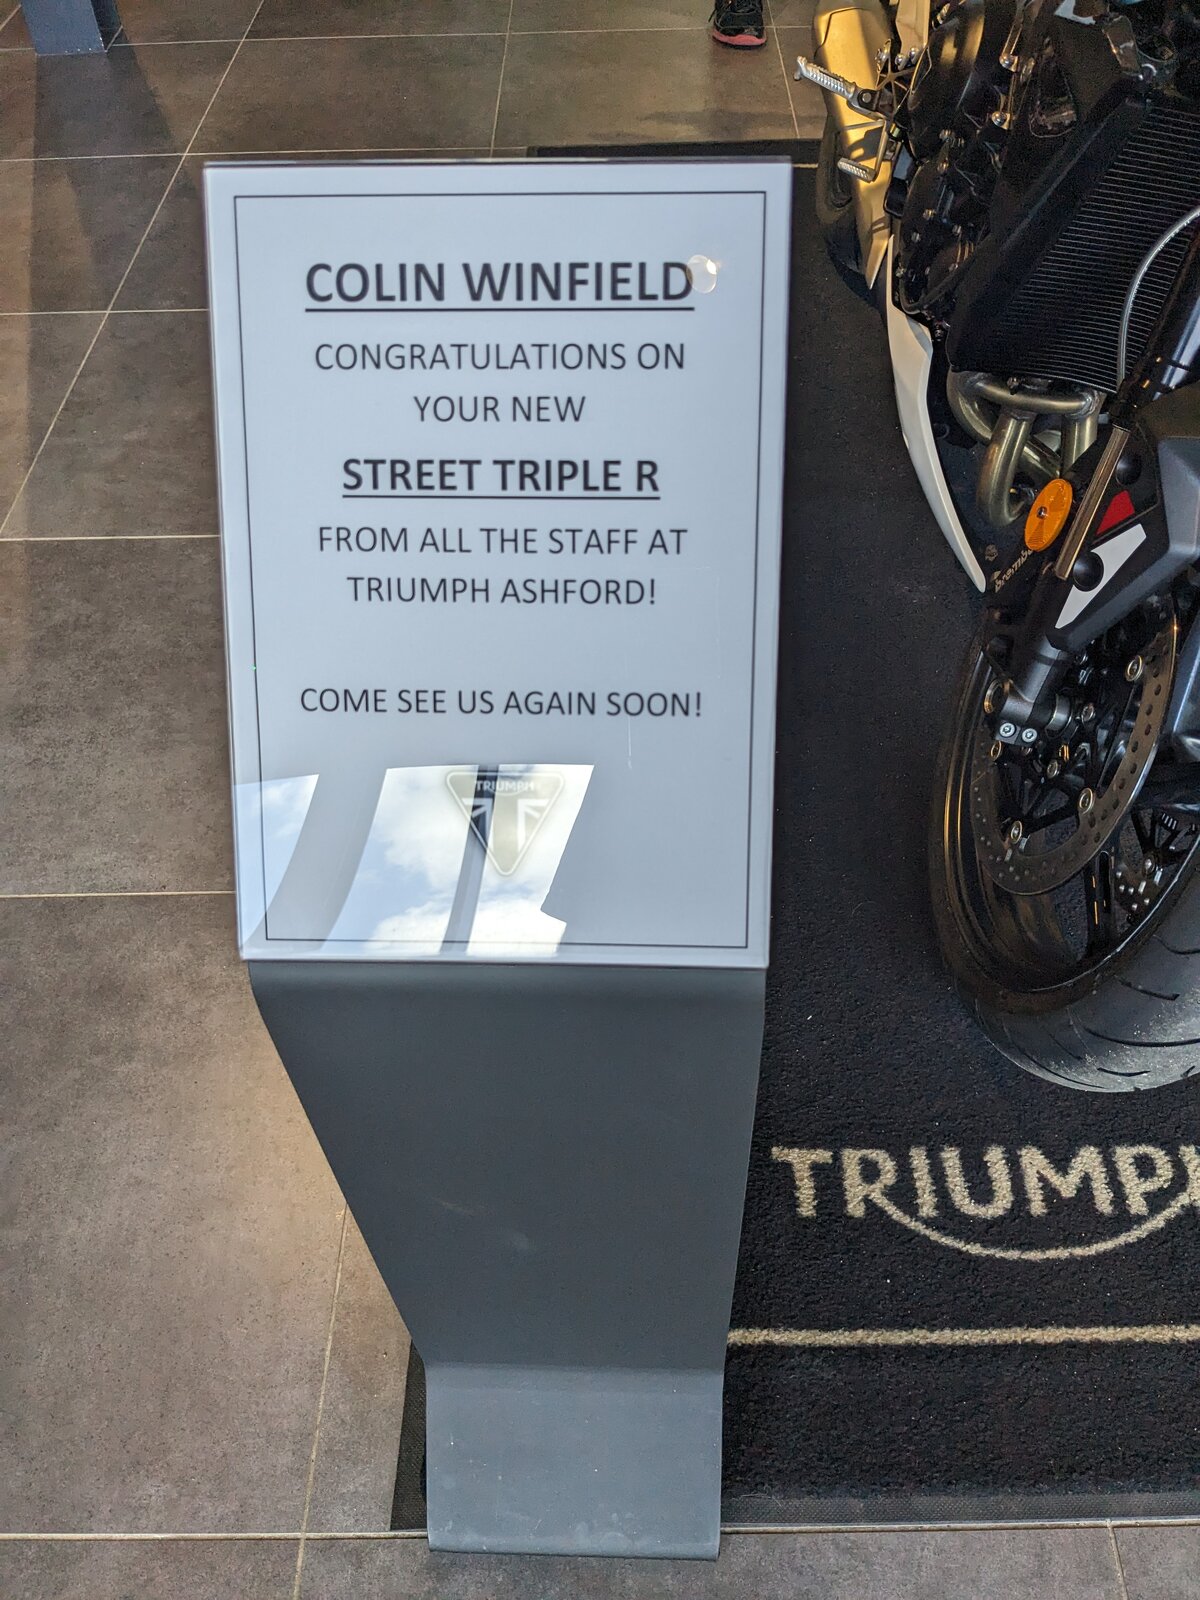 COLIN WINFIELD
CONGRATULATIONS ON
YOUR NEW
STREET TRIPLE R
FROM ALL THE STAFF AT
TRIUMPH ASHFORD!
COME SEE US AGAIN SOON!
TRIUMPH
brembo
TRIUMPH